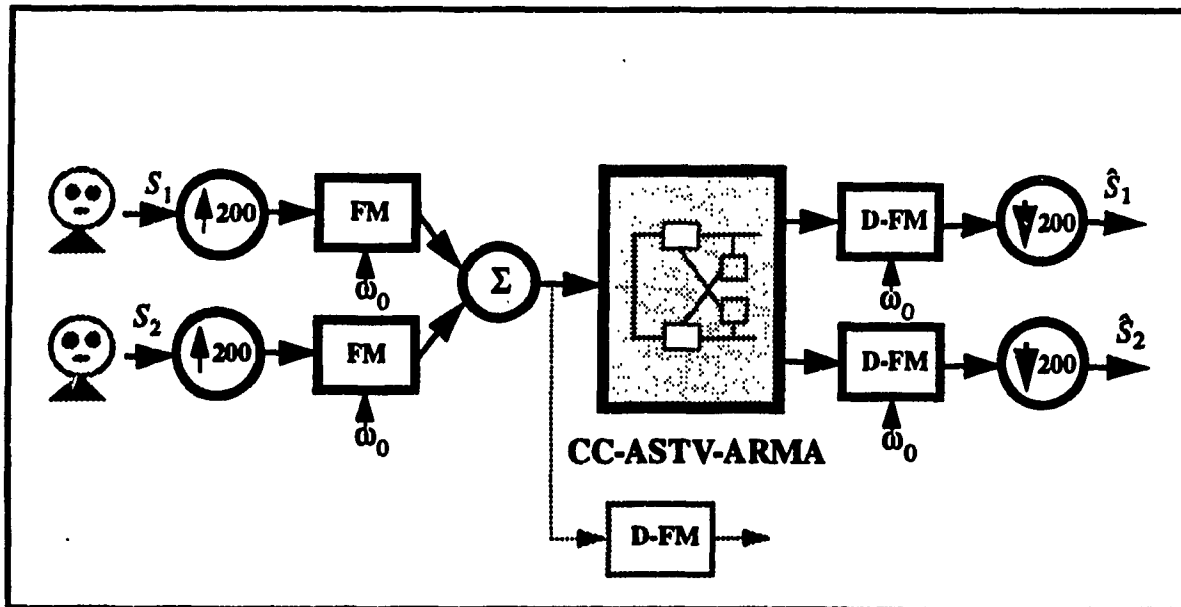 S1 ↑200 FM
ω0
S2 ↑200 FM
ω0
Σ
CC-ASTV-ARMA
D-FM ↓200 Ŝ1
ω0
D-FM ↓200 Ŝ2
ω0
D-FM